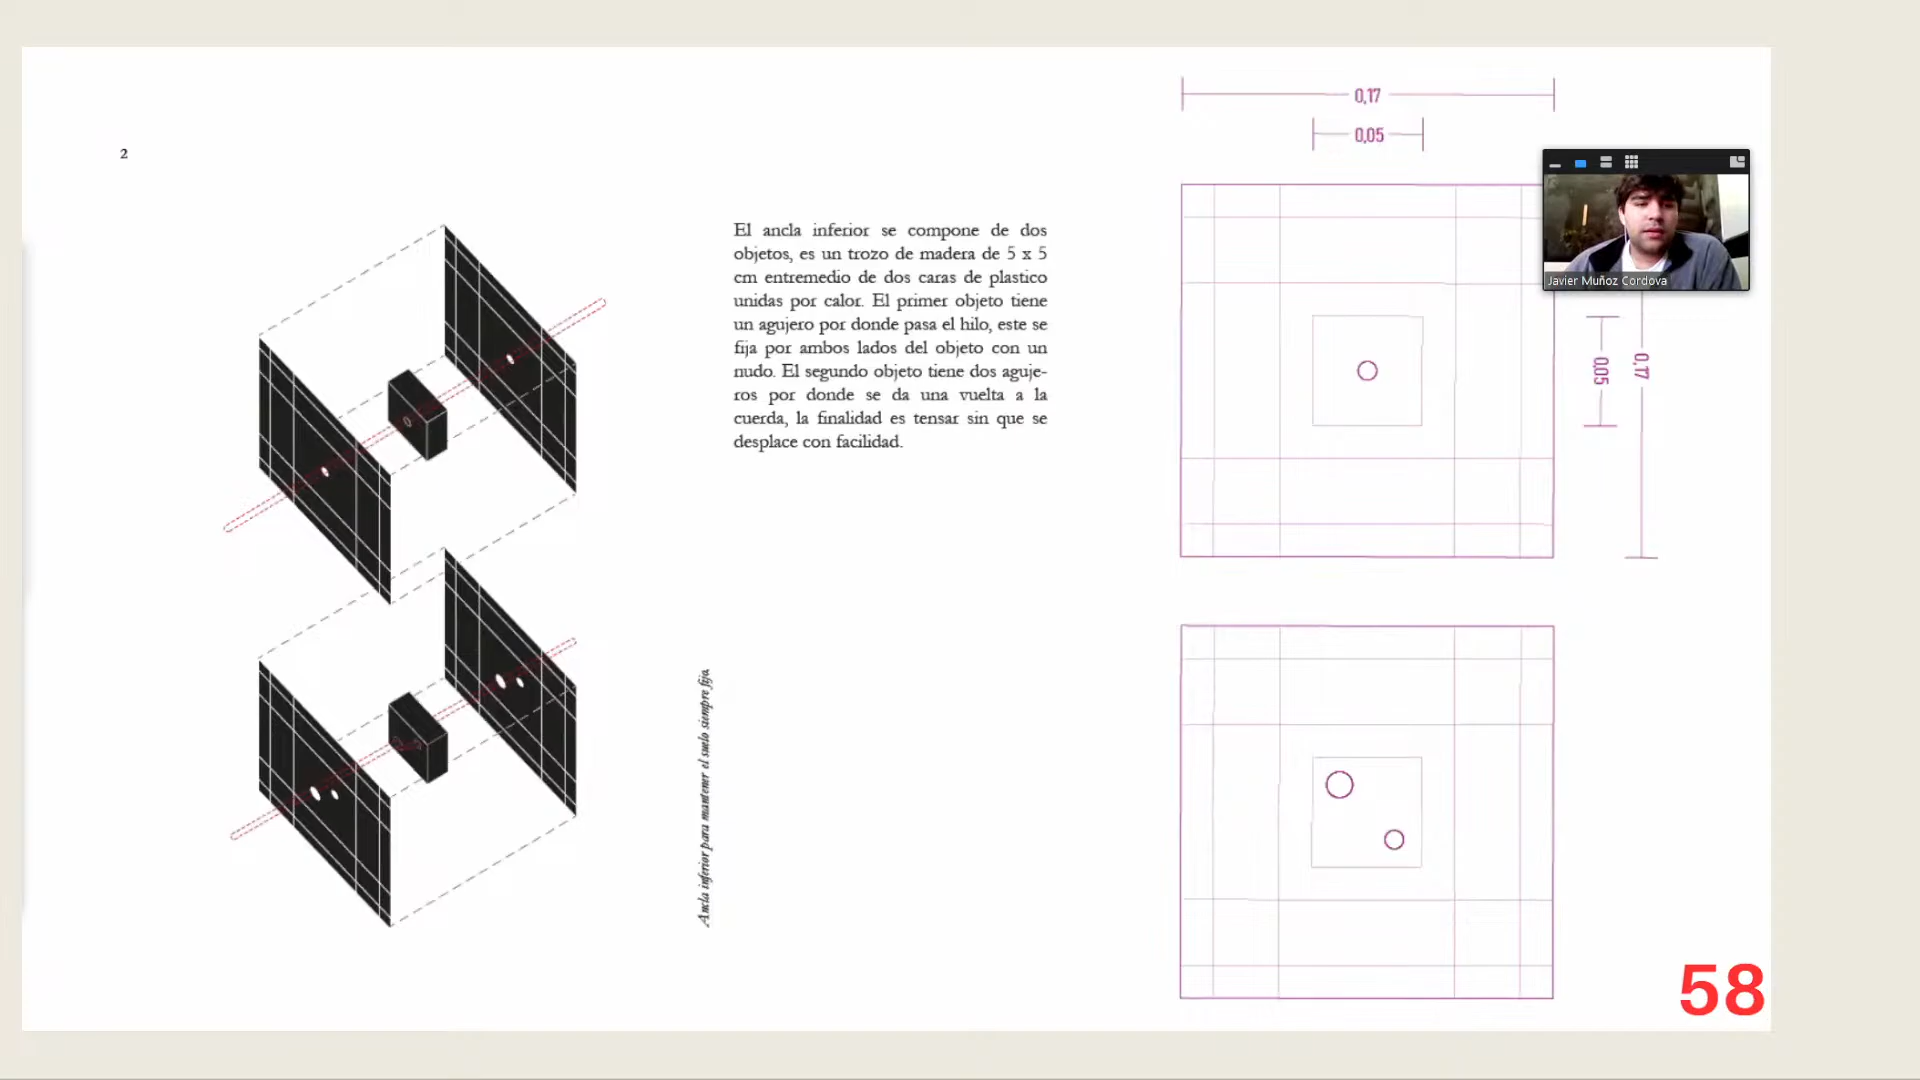 2
El ancla inferior se compone de dos
objetos, es un trozo de madera de 5 x 5
cm entremedio de dos caras de plastico
unidas por calor. El primer objeto tiene
un agujero por donde pasa el hilo, este se
fija por ambos lados del objeto con un
nudo. El segundo objeto tiene dos aguje-
ros por donde se da una vuelta a la
cuerda, la finalidad es tensar sin que se
desplace con facilidad.
Ancla inferior para mantener el suelo siempre fijo.
0,17
0,05
Javier Muñoz Cordova
0,05
0,17
58